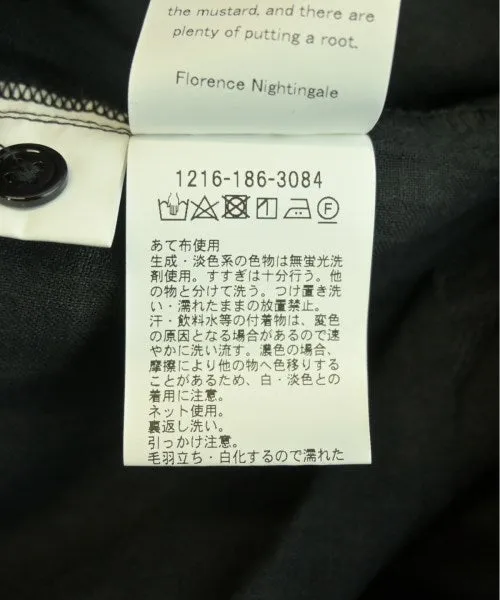 the mustard, and there are
plenty of putting a root.
Florence Nightingale
1216-186-3084
あて布使用
生成・淡色系の色物は無蛍光洗
剤使用。すすぎは十分行う。他
の物と分けて洗う。つけ置き洗
い・濡れたままの放置禁止。
汗・飲料水等の付着物は、変色
の原因となる場合があるので速
やかに洗い流す。濃色の場合、
摩擦により他の物へ色移りする
ことがあるため、白・淡色との
着用に注意。
ネット使用。
裏返し洗い。
引っかけ注意。
毛羽立ち・白化するので濡れた